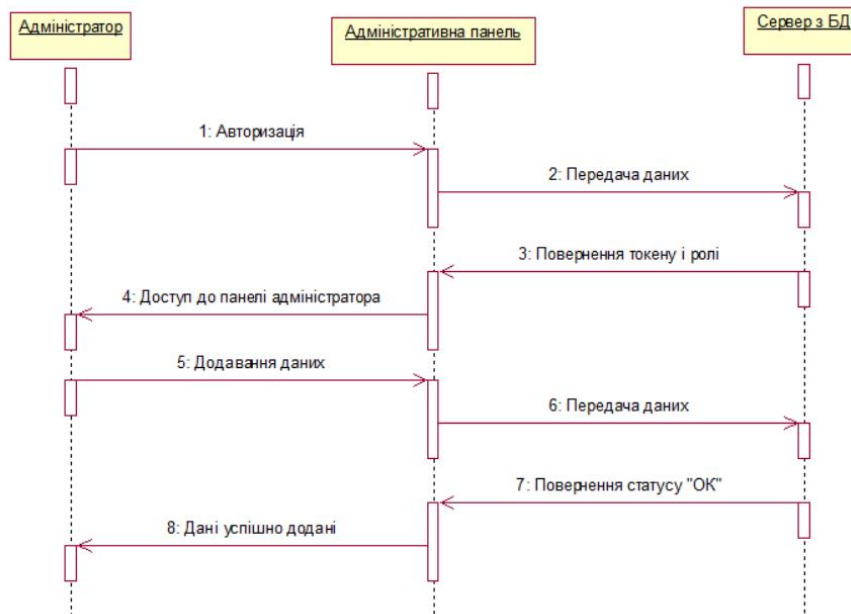 Адміністратор
Адміністративна панель
Сервер з БД
1: Авторизація
2: Передача даних
3: Повернення токену і ролі
4: Доступ до панелі адміністратора
5: Додавання даних
6: Передача даних
7: Повернення статусу "ОК"
8: Дані успішно додані